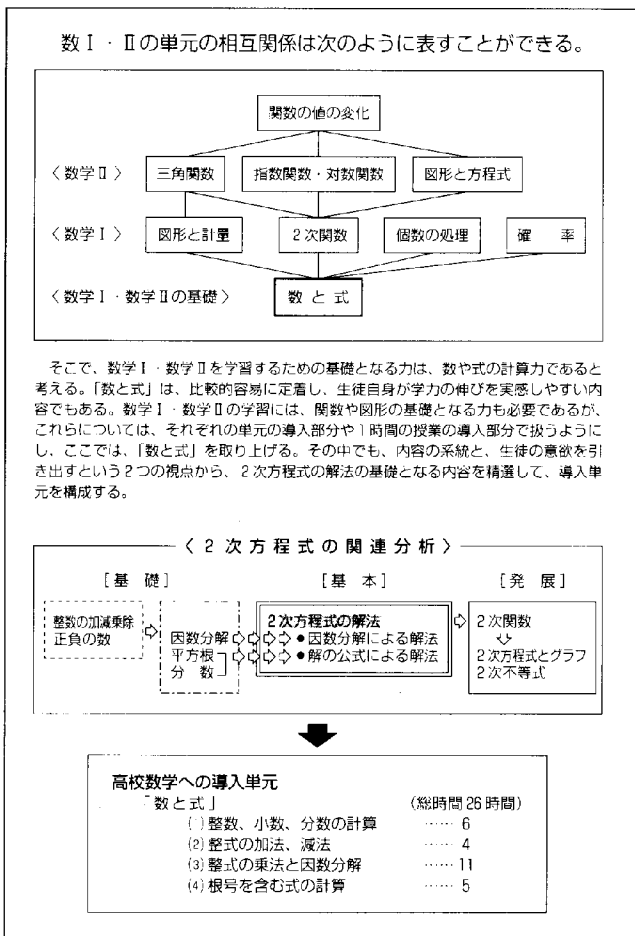 数Ⅰ・Ⅱの単元の相互関係は次のように表すことができる。
関数の値の変化
〈数学Ⅱ〉 三角関数 指数関数・対数関数 図形と方程式
〈数学Ⅰ〉 図形と計量 2次関数 個数の処理 確 率
〈数学Ⅰ・数学Ⅱの基礎〉 数 と 式
そこで、数学Ⅰ・数学Ⅱを学習するための基礎となる力は、数や式の計算力であると
考える。「数と式」は、比較的容易に定着し、生徒自身が学力の伸びを実感しやすい内
容でもある。数学Ⅰ・数学Ⅱの学習には、関数や図形の基礎となる力も必要であるが、
これらについては、それぞれの単元の導入部分や1時間の授業の導入部分で扱うように
し、ここでは、「数と式」を取り上げる。その中でも、内容の系統と、生徒の意欲を引
き出すという2つの視点から、2次方程式の解法の基礎となる内容を精選して、導入単
元を構成する。
〈2次方程式の関連分析〉
[基 礎] [基 本] [発 展]
整数の加減乗除
正負の数
因数分解
平方根
分 数
2次方程式の解法
●因数分解による解法
●解の公式による解法
2次関数
2次方程式とグラフ
2次不等式
高校数学への導入単元
「数と式」 (総時間26時間)
(1)整数、小数、分数の計算 …… 6
(2)整式の加法、減法 …… 4
(3)整式の乗法と因数分解 …… 11
(4)根号を含む式の計算 …… 5